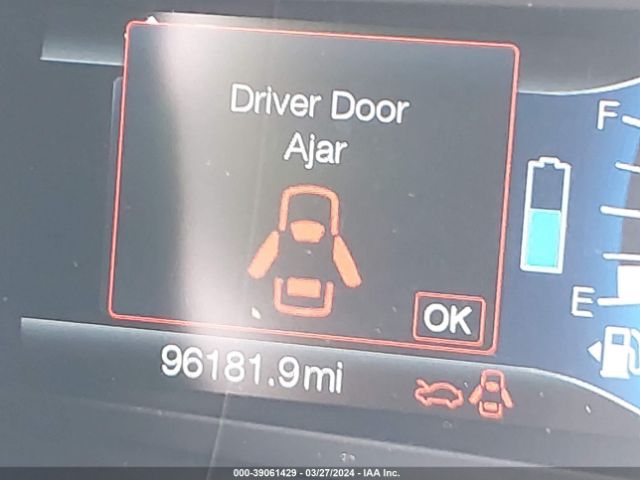 Driver Door
Ajar
OK
F
E
96181.9mi
000-39061429 - 03/27/2024 - IAA Inc.